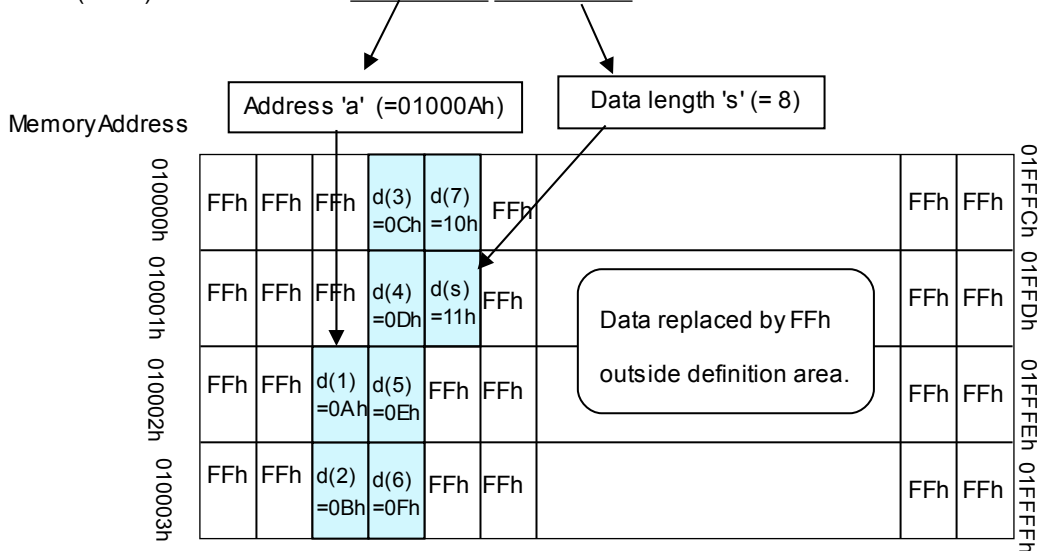 Address 'a' (=01000Ah)
Data length 's' (= 8)
MemoryAddress
010000h
FFh FFh FFh d(3) =0Ch d(7) =10h FFh FFh FFh
01FFFCh
010001h
FFh FFh FFh d(4) =0Dh d(s) =11h FFh FFh FFh
01FFDh
Data replaced by FFh
outside definition area.
010002h
FFh FFh d(1) =0Ah d(5) =0Eh FFh FFh FFh FFh
01FFFEh
010003h
FFh FFh d(2) =0Bh d(6) =0Fh FFh FFh FFh FFh
01FFFFh